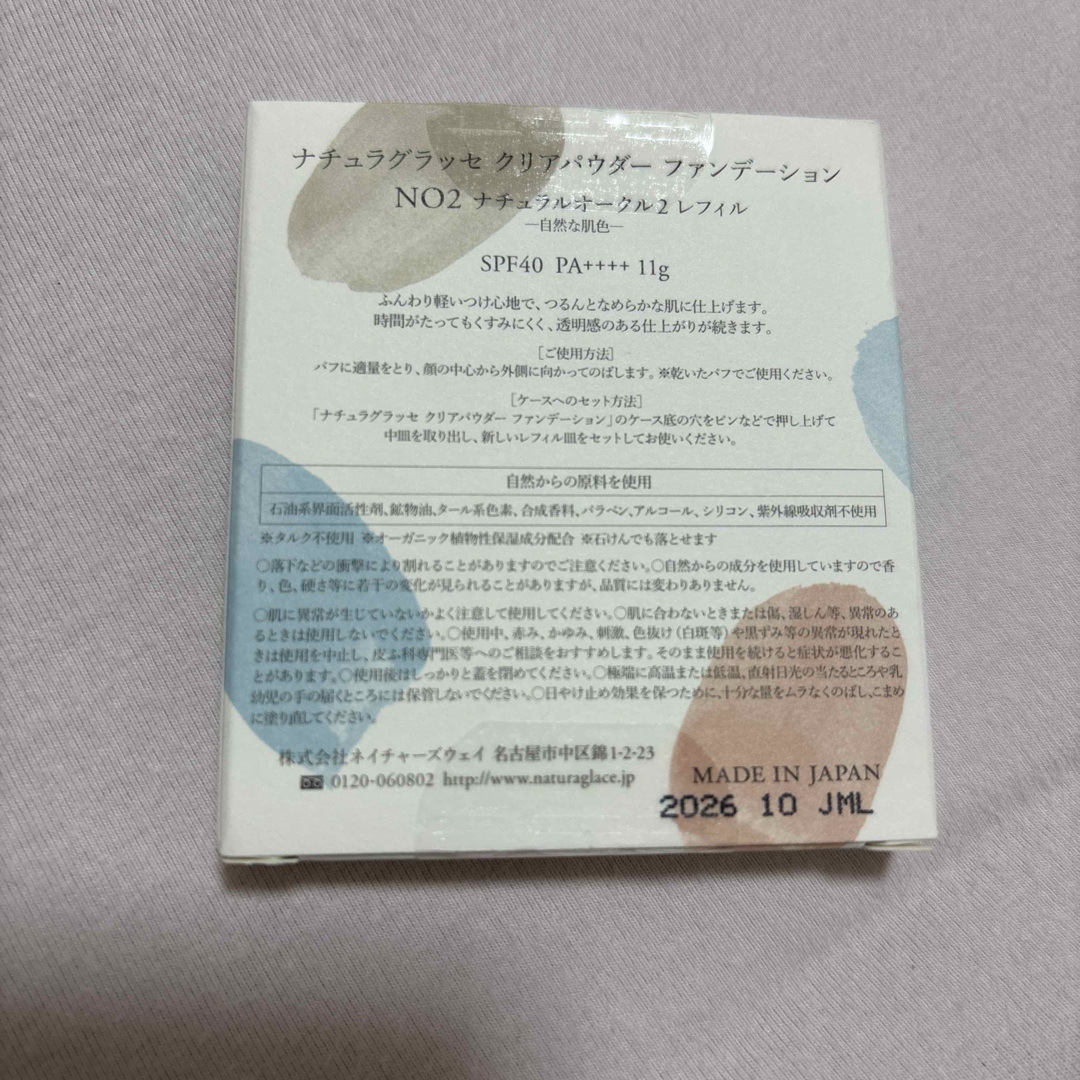 ナチュラグラッセ クリアパウダー ファンデーション
NO2 ナチュラルオークル2 レフィル
―自然な肌色―
SPF40 PA++++ 11g
ふんわり軽いつけ心地で、つるんとなめらかな肌に仕上げます。
時間がたってもくすみにくく、透明感のある仕上がりが続きます。
[ご使用方法]
パフに適量をとり、顔の中心から外側に向かってのばします。※乾いたパフでご使用ください。
[ケースへのセット方法]
「ナチュラグラッセ クリアパウダー ファンデーション」のケース底の穴をピンなどで押し上げて
中皿を取り出し、新しいレフィル皿をセットしてお使いください。
自然からの原料を使用
石油系界面活性剤、鉱物油、タール系色素、合成香料、パラベン、アルコール、シリコン、紫外線吸収剤不使用
※タルク不使用 ※オーガニック植物性保湿成分配合 ※石けんでも落とせます
○落下などの衝撃により割れることがありますのでご注意ください。○自然からの成分を使用していますので香
り、色、硬さ等に若干の変化が見られることがありますが、品質には変わりありません。
○肌に異常が生じていないかよく注意して使用してください。○肌に合わないときまたは傷、湿しん等、異常のあ
るときは使用しないでください。○使用中、赤み、かゆみ、刺激、色抜け(白斑等)や黒ずみ等の異常が現れたと
きは使用を中止し、皮ふ科専門医等へのご相談をおすすめします。そのまま使用を続けると症状が悪化するこ
とがあります。○使用後はしっかりと蓋を閉めてください。○極端に高温または低温、直射日光の当たるところや乳
幼児の手の届くところには保管しないでください。○日やけ止め効果を保つために、十分な量をムラなくのばし、こまめ
に塗り直してください。
株式会社ネイチャーズウェイ 名古屋市中区錦1-2-23
0120-060802 http://www.naturaglace.jp
MADE IN JAPAN
2026 10 JML